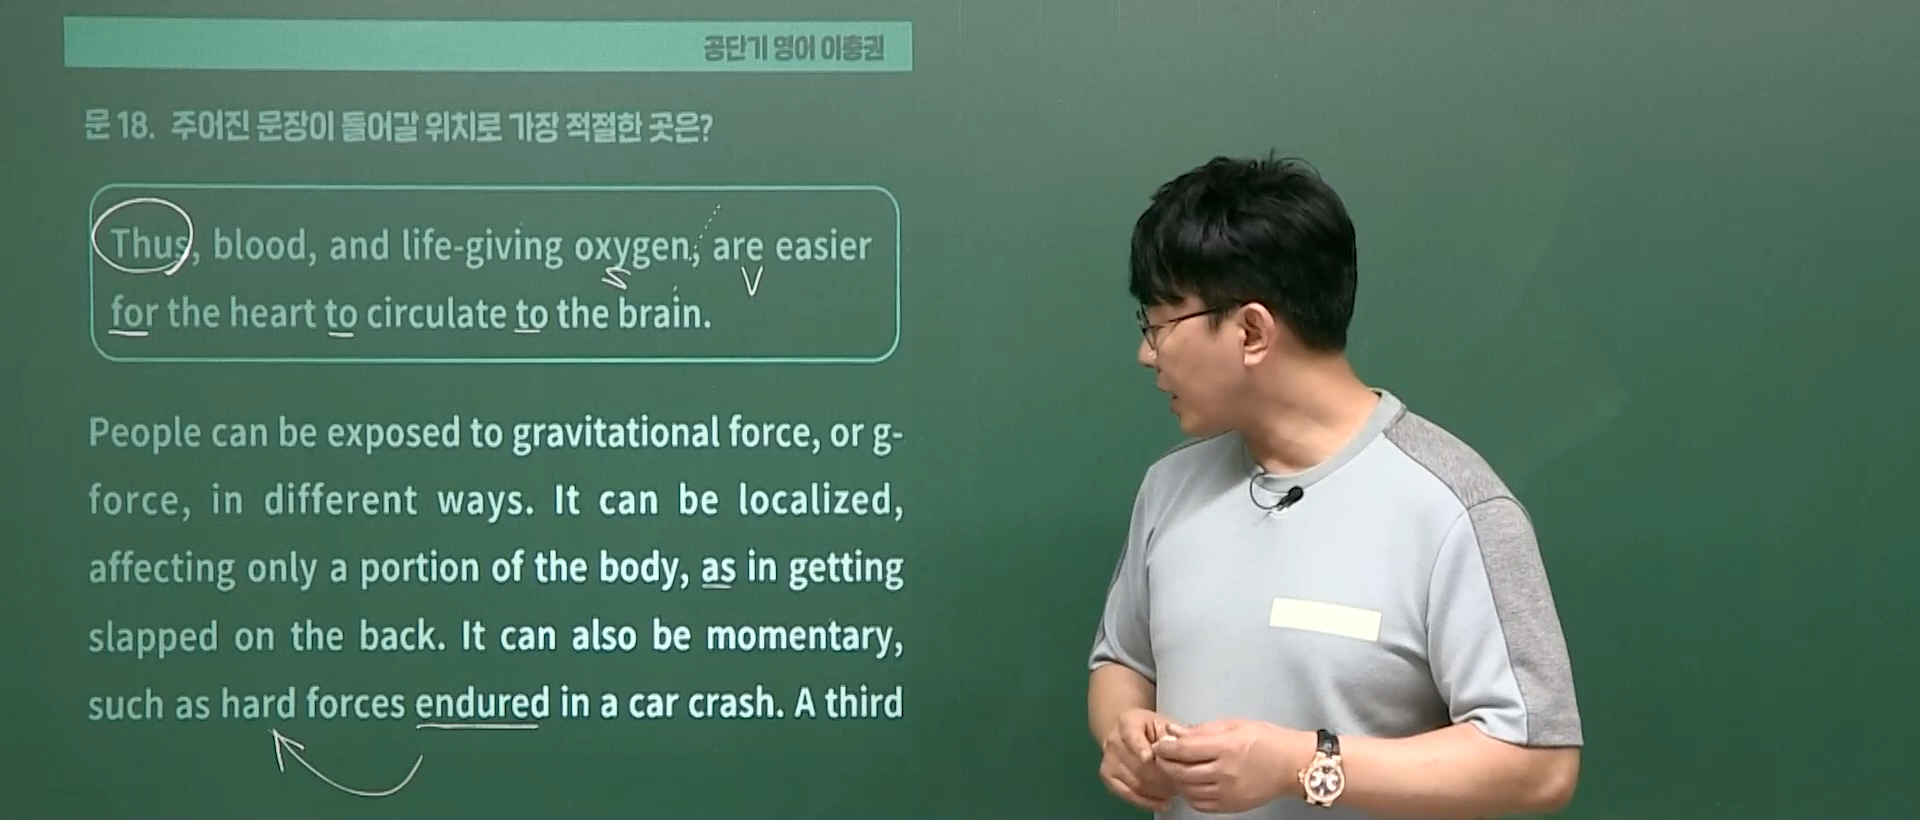 공단기 영어 이충권
문 18. 주어진 문장이 들어갈 위치로 가장 적절한 곳은?
Thus, blood, and life-giving oxygen, are easier
S V
for the heart to circulate to the brain.
People can be exposed to gravitational force, or g-
force, in different ways. It can be localized,
affecting only a portion of the body, as in getting
slapped on the back. It can also be momentary,
such as hard forces endured in a car crash. A third